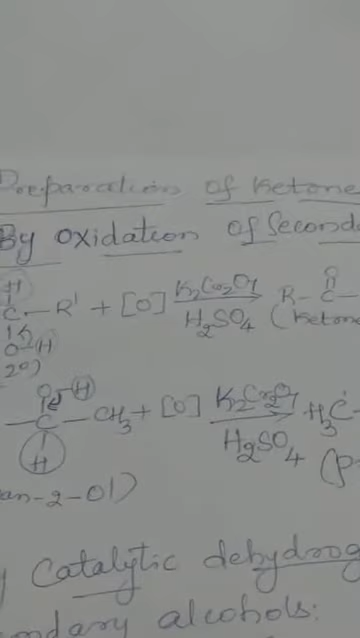 Preparation of Ketone
By Oxidation of Second
H
C - R' + [O] K2Cr2O7 R - C -
H2SO4 (Ketone
O H
2°)
O - H
- C - CH3 + [O] K2Cr2O7 H3C -
H H2SO4 (P
an-2-ol)
y Catalytic dehydrog
ndary alcohols: